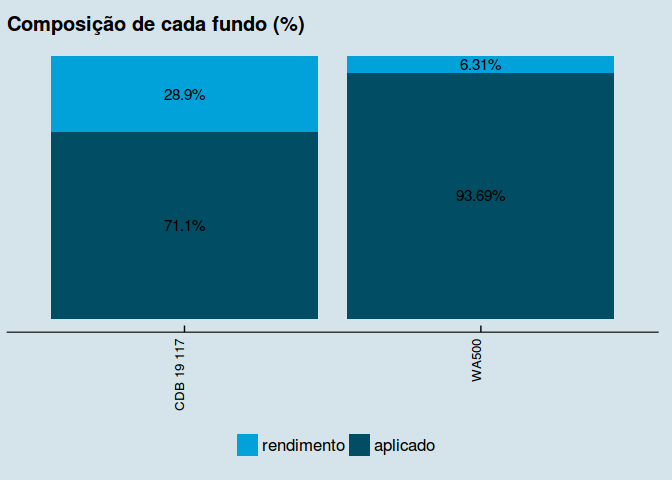 Composição de cada fundo (%)
28.9%
6.31%
71.1%
93.69%
CDB 19 117
WA500
rendimento aplicado